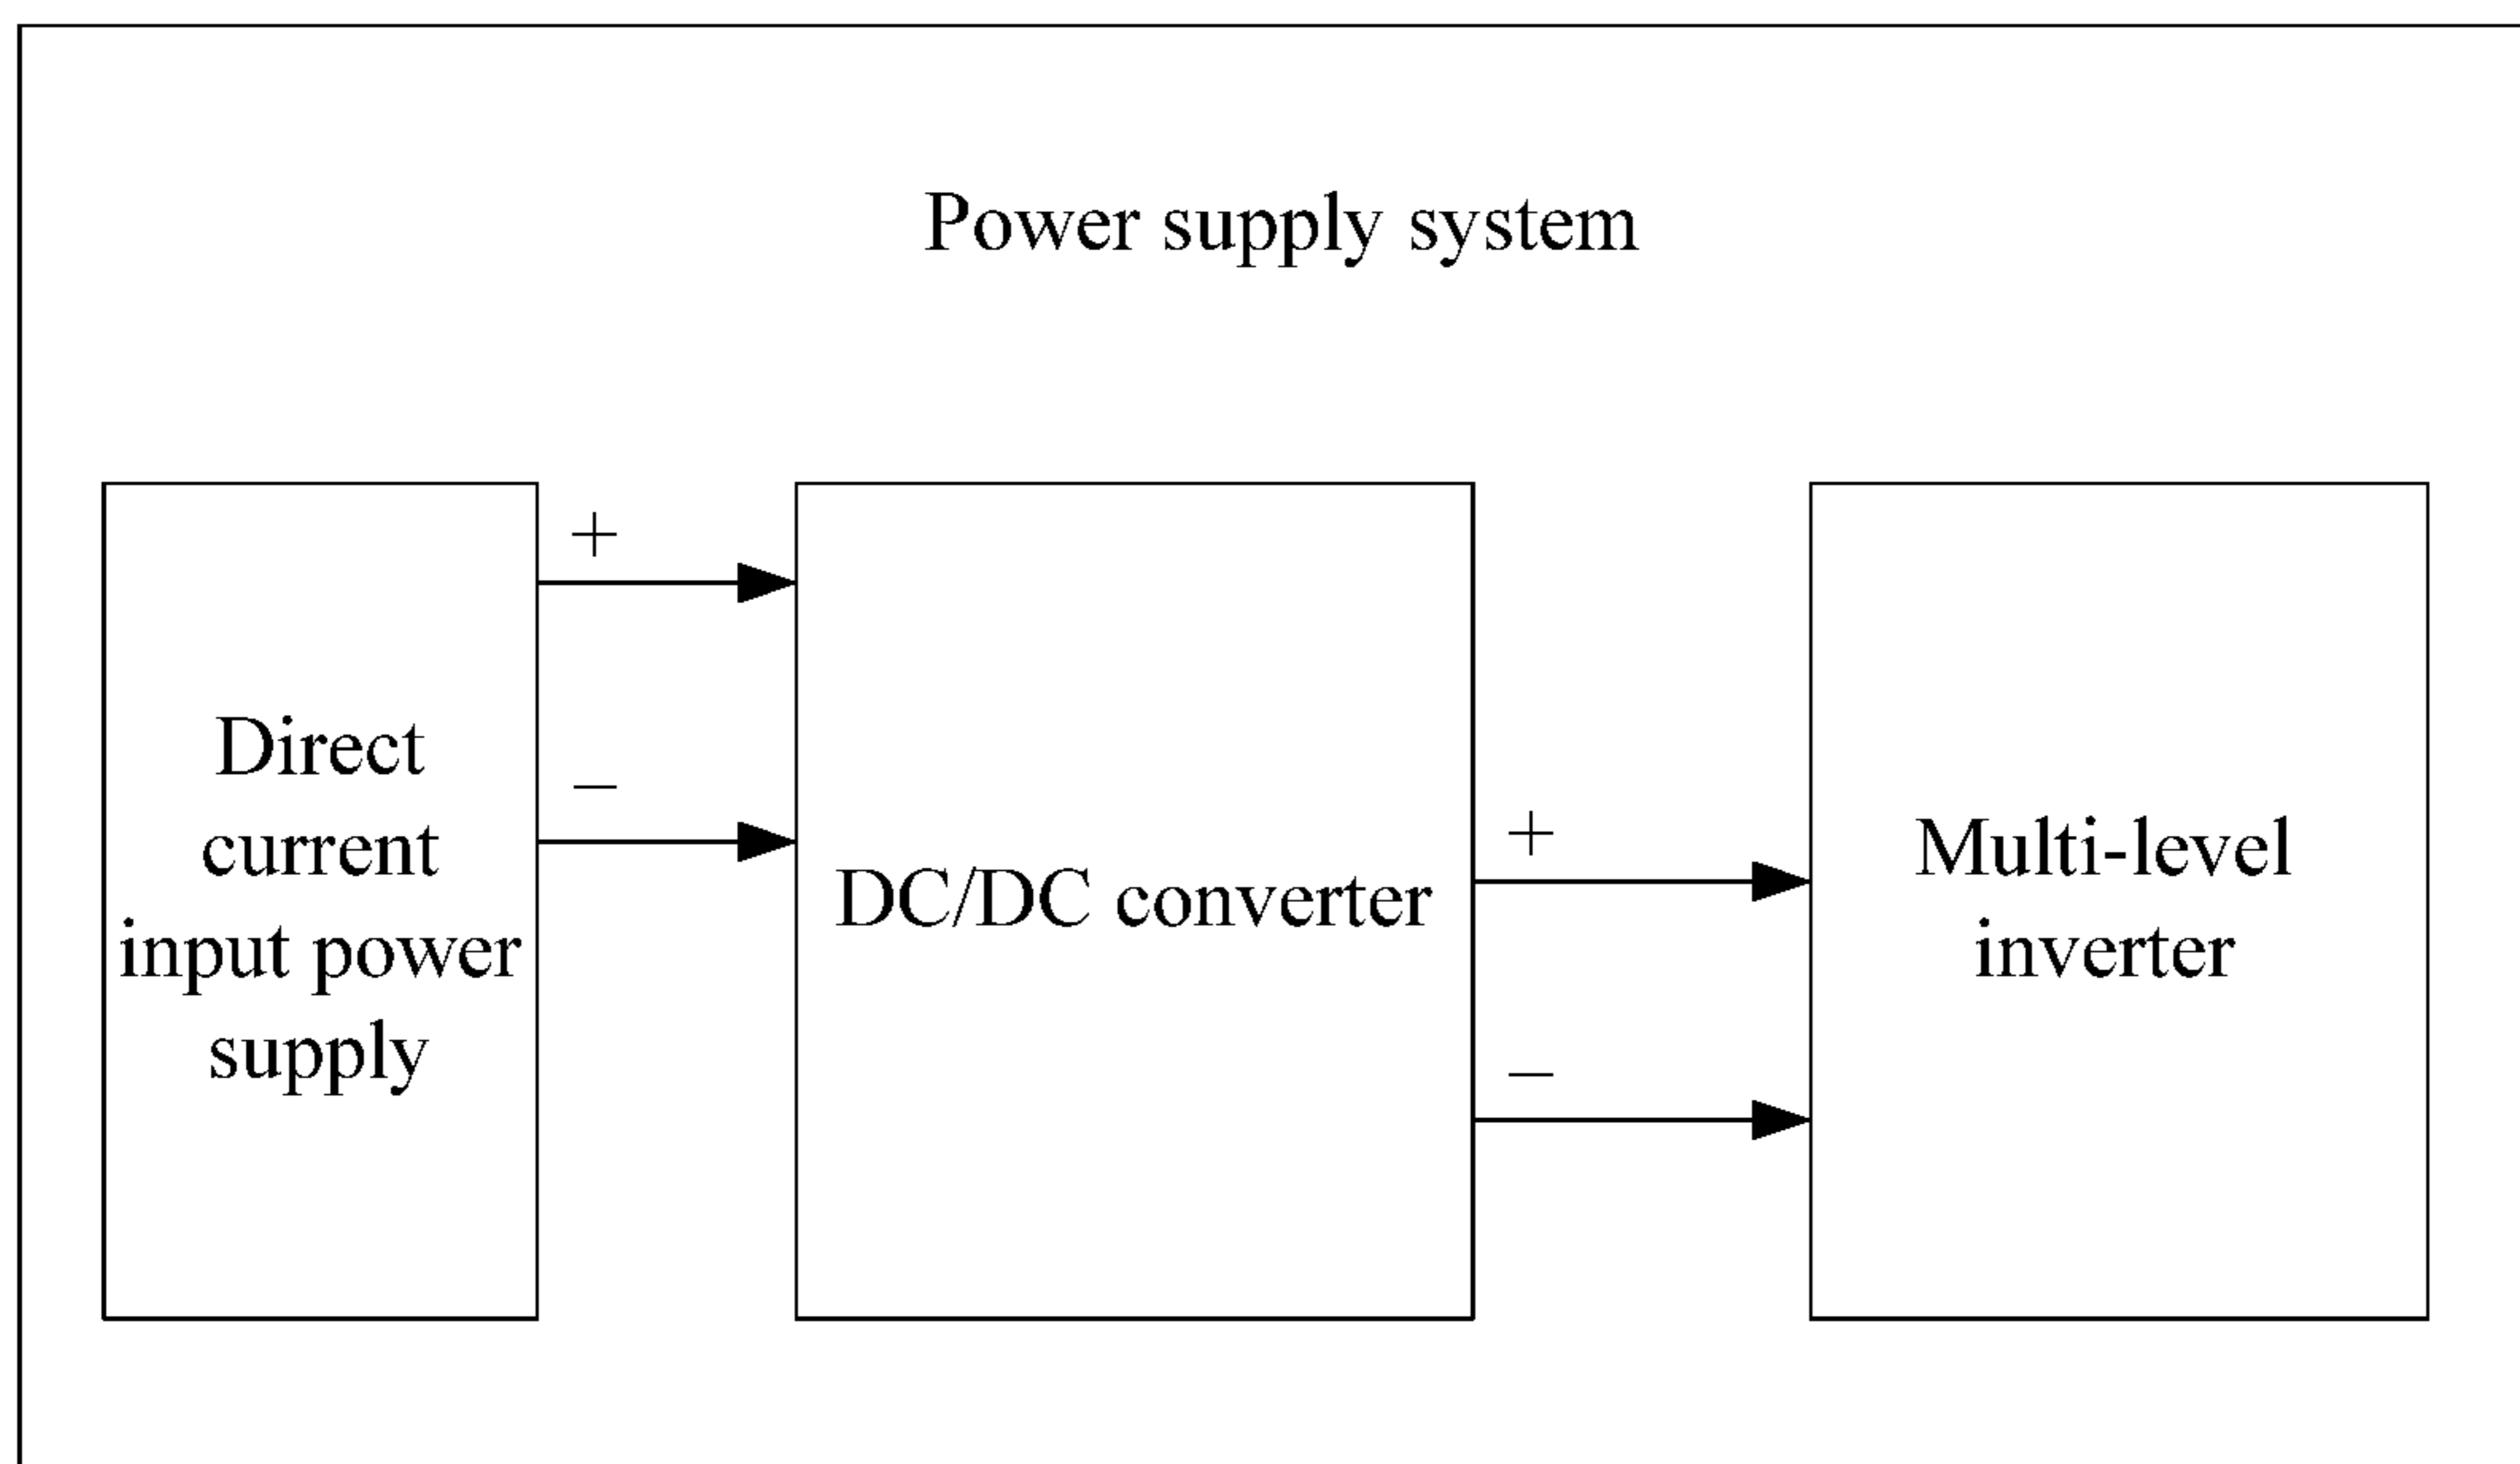 Power supply system
+
−
Direct
current
input power
supply
DC/DC converter
+
−
Multi-level
inverter